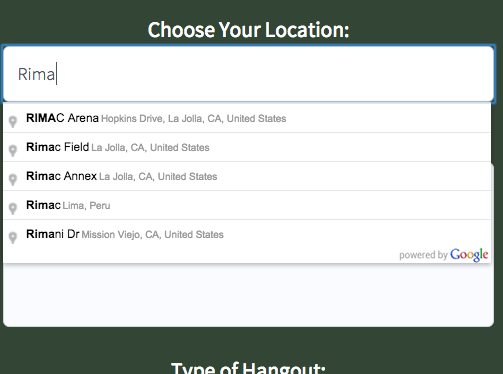 Choose Your Location:
Rima
RIMAC Arena Hopkins Drive, La Jolla, CA, United States
Rimac Field La Jolla, CA, United States
Rimac Annex La Jolla, CA, United States
Rimac Lima, Peru
Rimani Dr Mission Viejo, CA, United States
powered by Google
Type of Hangout: